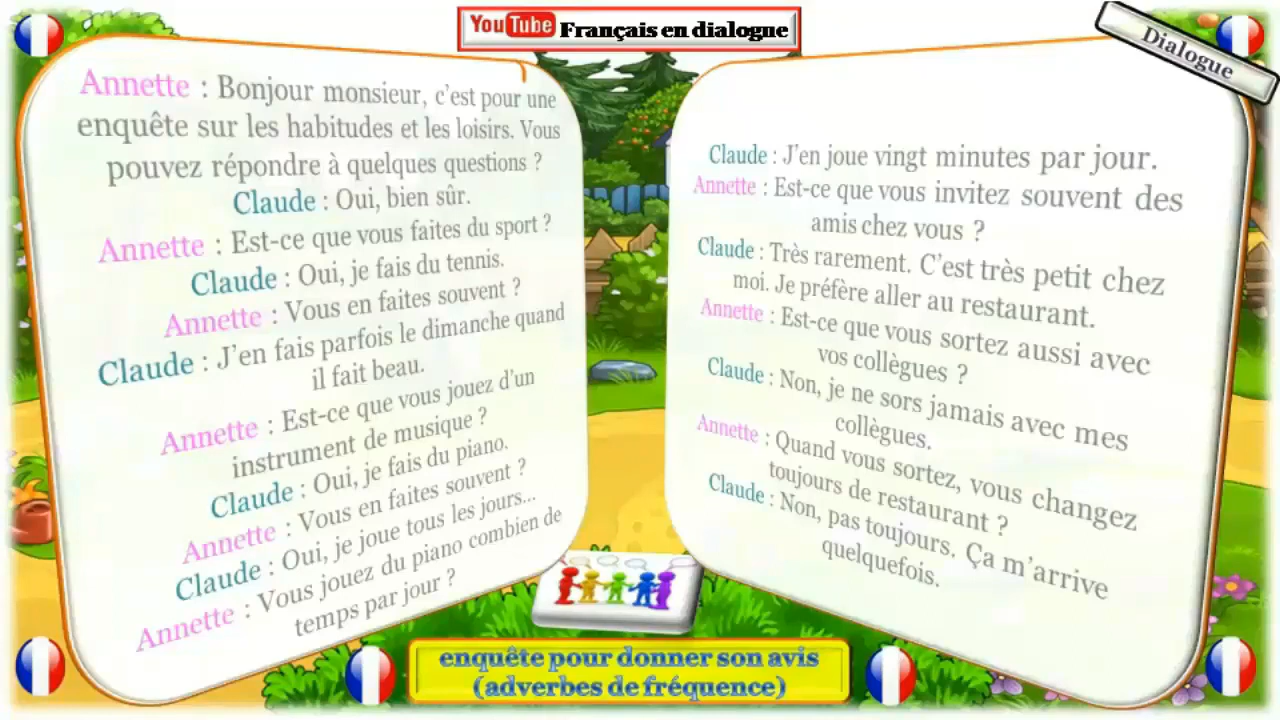 YouTube Français en dialogue
Dialogue
Annette : Bonjour monsieur, c'est pour une
enquête sur les habitudes et les loisirs. Vous
pouvez répondre à quelques questions ?
Claude : Oui, bien sûr.
Annette : Est-ce que vous faites du sport ?
Claude : Oui, je fais du tennis.
Annette : Vous en faites souvent ?
Claude : J'en fais parfois le dimanche quand
il fait beau.
Annette : Est-ce que vous jouez d'un
instrument de musique ?
Claude : Oui, je fais du piano.
Annette : Vous en faites souvent ?
Claude : Oui, je joue tous les jours...
Annette : Vous jouez du piano combien de
temps par jour ?
Claude : J'en joue vingt minutes par jour.
Annette : Est-ce que vous invitez souvent des
amis chez vous ?
Claude : Très rarement. C'est très petit chez
moi. Je préfère aller au restaurant.
Annette : Est-ce que vous sortez aussi avec
vos collègues ?
Claude : Non, je ne sors jamais avec mes
collègues.
Annette : Quand vous sortez, vous changez
toujours de restaurant ?
Claude : Non, pas toujours. Ça m'arrive
quelquefois.
enquête pour donner son avis
(adverbes de fréquence)